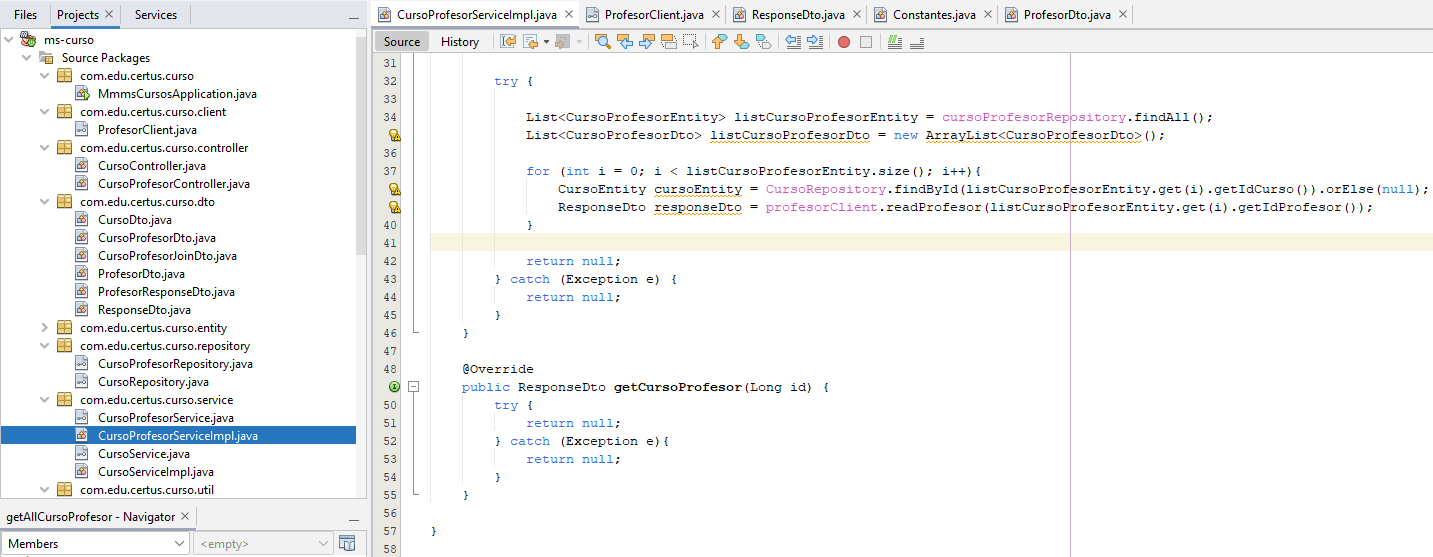 Files Projects Services
ms-curso
Source Packages
com.edu.certus.curso
MmmsCursosApplication.java
com.edu.certus.curso.client
ProfesorClient.java
com.edu.certus.curso.controller
CursoController.java
CursoProfesorController.java
com.edu.certus.curso.dto
CursoDto.java
CursoProfesorDto.java
CursoProfesorJoinDto.java
ProfesorDto.java
ProfesorResponseDto.java
ResponseDto.java
com.edu.certus.curso.entity
com.edu.certus.curso.repository
CursoProfesorRepository.java
CursoRepository.java
com.edu.certus.curso.service
CursoProfesorService.java
CursoProfesorServiceImpl.java
CursoService.java
CursoServiceImpl.java
com.edu.certus.curso.util
getAllCursoProfesor - Navigator
Members <empty>
CursoProfesorServiceImpl.java ProfesorClient.java ResponseDto.java Constantes.java ProfesorDto.java
Source History
31
32 try {
33
34 List<CursoProfesorEntity> listCursoProfesorEntity = cursoProfesorRepository.findAll();
List<CursoProfesorDto> listCursoProfesorDto = new ArrayList<CursoProfesorDto>();
36
37 for (int i = 0; i < listCursoProfesorEntity.size(); i++){
CursoEntity cursoEntity = CursoRepository.findById(listCursoProfesorEntity.get(i).getIdCurso()).orElse(null);
ResponseDto responseDto = profesorClient.readProfesor(listCursoProfesorEntity.get(i).getIdProfesor());
40 }
41
42 return null;
43 } catch (Exception e) {
44 return null;
45 }
46 }
47
48 @Override
public ResponseDto getCursoProfesor(Long id) {
50 try {
51 return null;
52 } catch (Exception e){
53 return null;
54 }
55 }
56
57 }
58